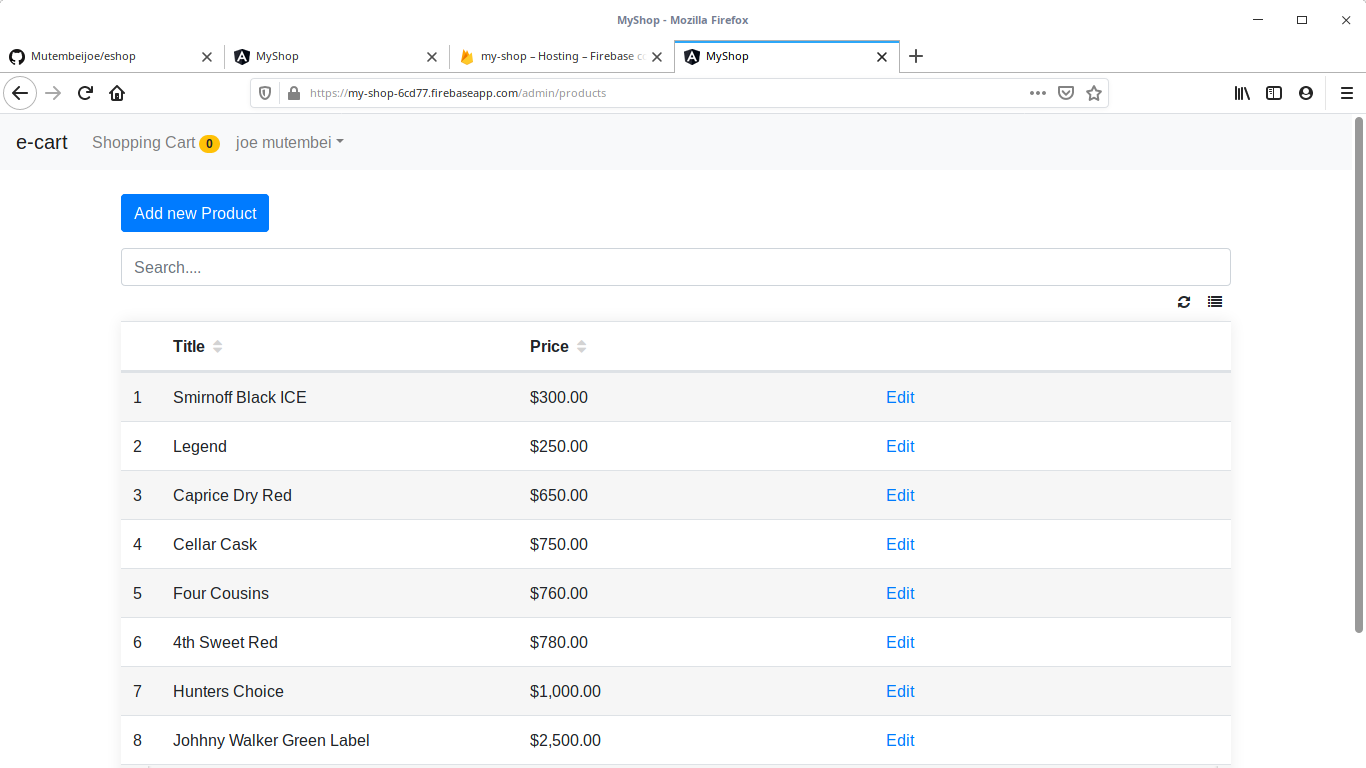 MyShop - Mozilla Firefox
Mutembeijoe/eshop MyShop my-shop – Hosting – Firebase MyShop
https://my-shop-6cd77.firebaseapp.com/admin/products
e-cart Shopping Cart 0 joe mutembei
Add new Product
Search....
Title Price
1 Smirnoff Black ICE $300.00 Edit
2 Legend $250.00 Edit
3 Caprice Dry Red $650.00 Edit
4 Cellar Cask $750.00 Edit
5 Four Cousins $760.00 Edit
6 4th Sweet Red $780.00 Edit
7 Hunters Choice $1,000.00 Edit
8 Johhny Walker Green Label $2,500.00 Edit